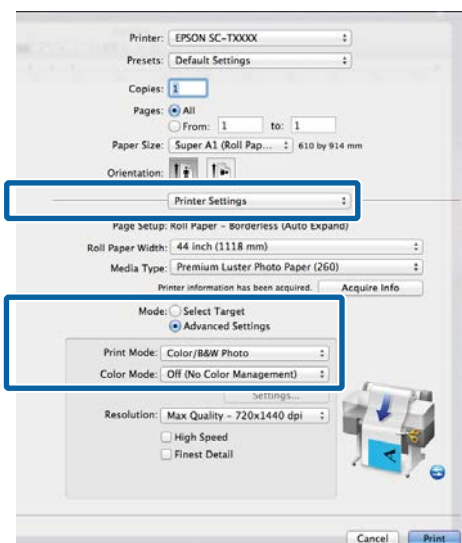 Printer: EPSON SC-TXXXX
Presets: Default Settings
Copies: 1
Pages: All
From: 1 to: 1
Paper Size: Super A1 (Roll Pap... 610 by 914 mm
Orientation:
Printer Settings
Page Setup: Roll Paper - Borderless (Auto Expand)
Roll Paper Width: 44 inch (1118 mm)
Media Type: Premium Luster Photo Paper (260)
Printer information has been acquired. Acquire Info
Mode: Select Target
Advanced Settings
Print Mode: Color/B&W Photo
Color Mode: Off (No Color Management)
Settings...
Resolution: Max Quality - 720x1440 dpi
High Speed
Finest Detail
A
Cancel Print